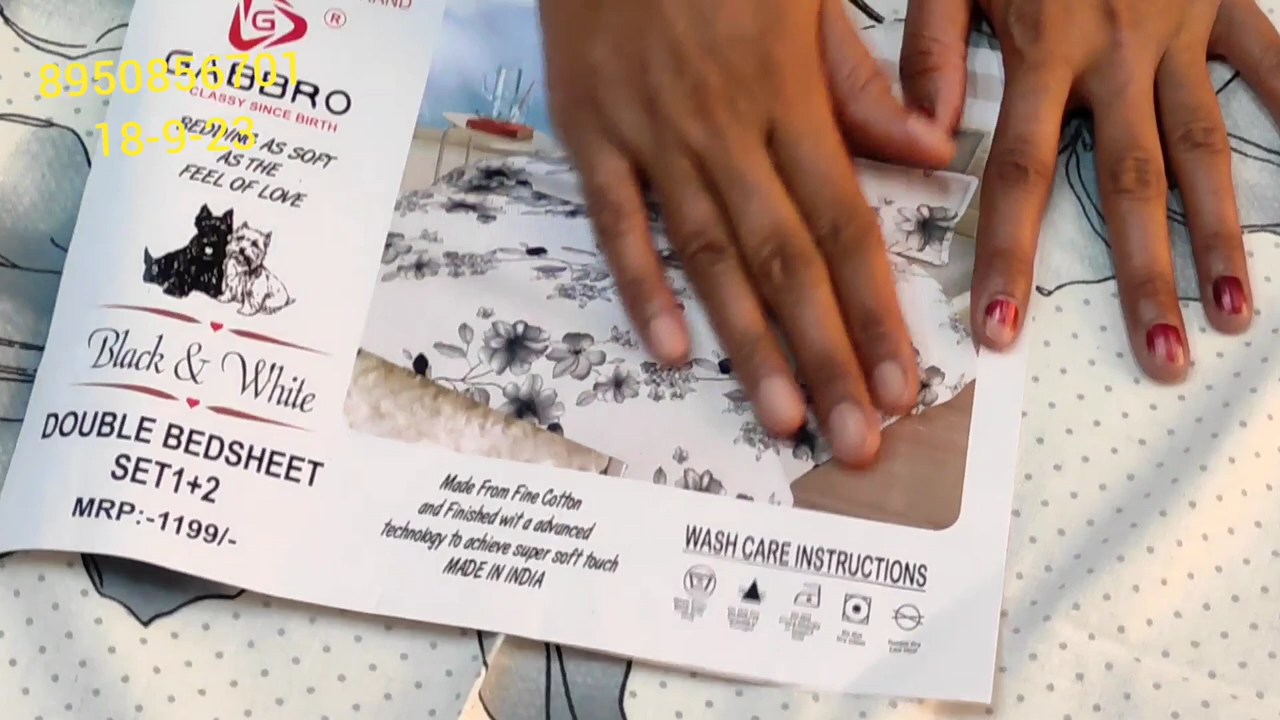 G
®
GABBRO
CLASSY SINCE BIRTH
8950856701
18-9-23
BEDDING AS SOFT
AS THE
FEEL OF LOVE
Black & White
DOUBLE BEDSHEET
SET1+2
MRP:-1199/-
Made From Fine Cotton
and Finished wit a advanced
technology to achieve super soft touch
MADE IN INDIA
WASH CARE INSTRUCTIONS